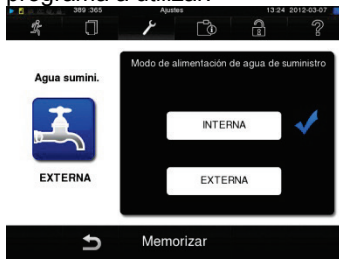 programa a utilizar.
389 :365 Ajustes 13:24 2012-03-07
Agua sumini.
Modo de alimentación de agua de suministro
INTERNA
EXTERNA
EXTERNA
Memorizar